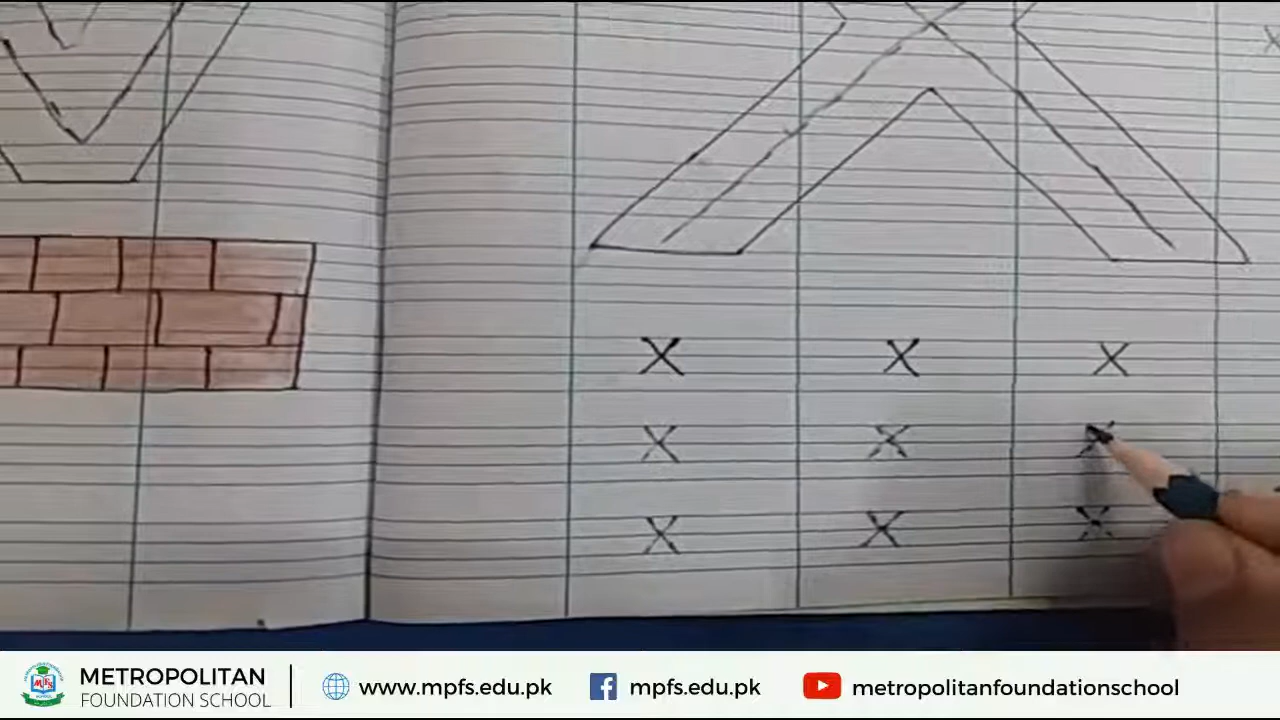 X X X
X X X
X X X
METROPOLITAN
FOUNDATION SCHOOL
www.mpfs.edu.pk
mpfs.edu.pk
metropolitanfoundationschool